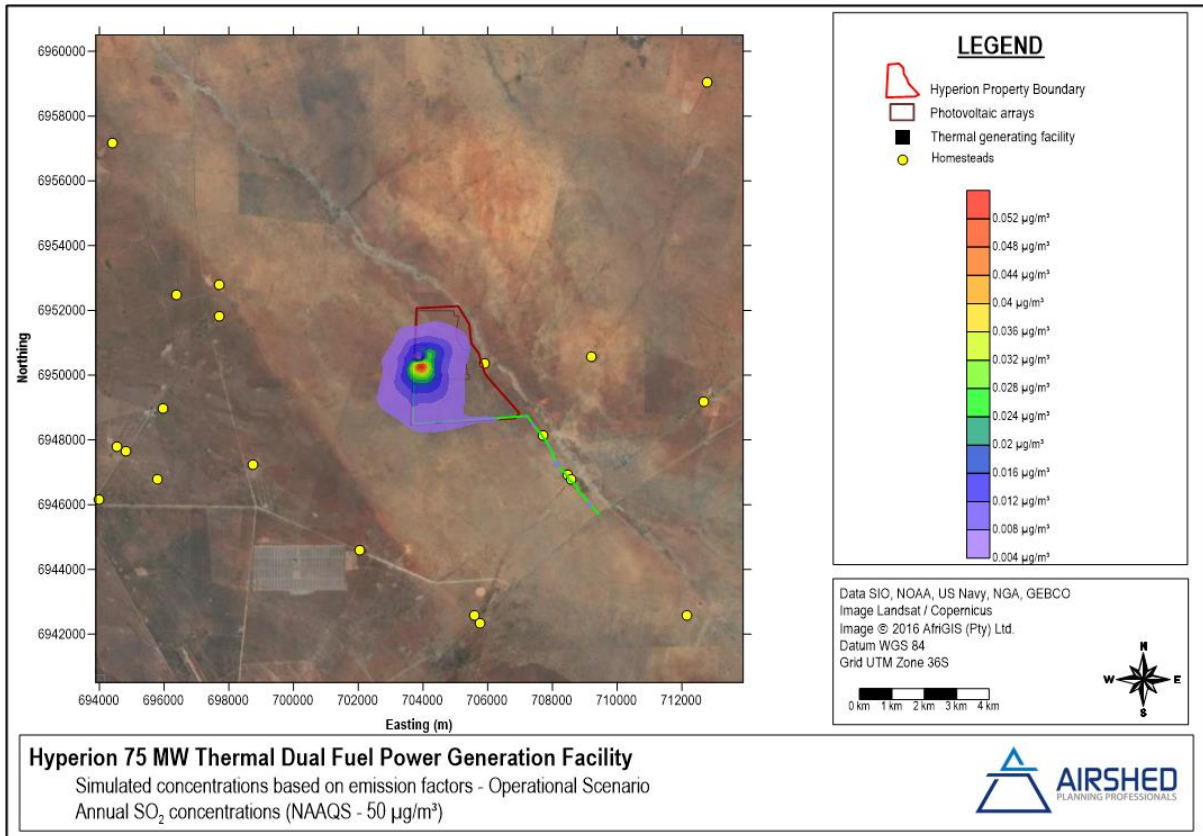 6960000
6958000
6956000
6954000
6952000
6950000
6948000
6946000
6944000
6942000
Northing
694000 696000 698000 700000 702000 704000 706000 708000 710000 712000
Easting (m)
LEGEND
Hyperion Property Boundary
Photovoltaic arrays
Thermal generating facility
Homesteads
0.052 µg/m³
0.048 µg/m³
0.044 µg/m³
0.04 µg/m³
0.036 µg/m³
0.032 µg/m³
0.028 µg/m³
0.024 µg/m³
0.02 µg/m³
0.016 µg/m³
0.012 µg/m³
0.008 µg/m³
0.004 µg/m³
Data SIO, NOAA, US Navy, NGA, GEBCO
Image Landsat / Copernicus
Image © 2016 AfriGIS (Pty) Ltd.
Datum WGS 84
Grid UTM Zone 36S
N
W E
S
0 km 1 km 2 km 3 km 4 km
Hyperion 75 MW Thermal Dual Fuel Power Generation Facility
Simulated concentrations based on emission factors - Operational Scenario
Annual SO₂ concentrations (NAAQS - 50 µg/m³)
AIRSHED
PLANNING PROFESSIONALS